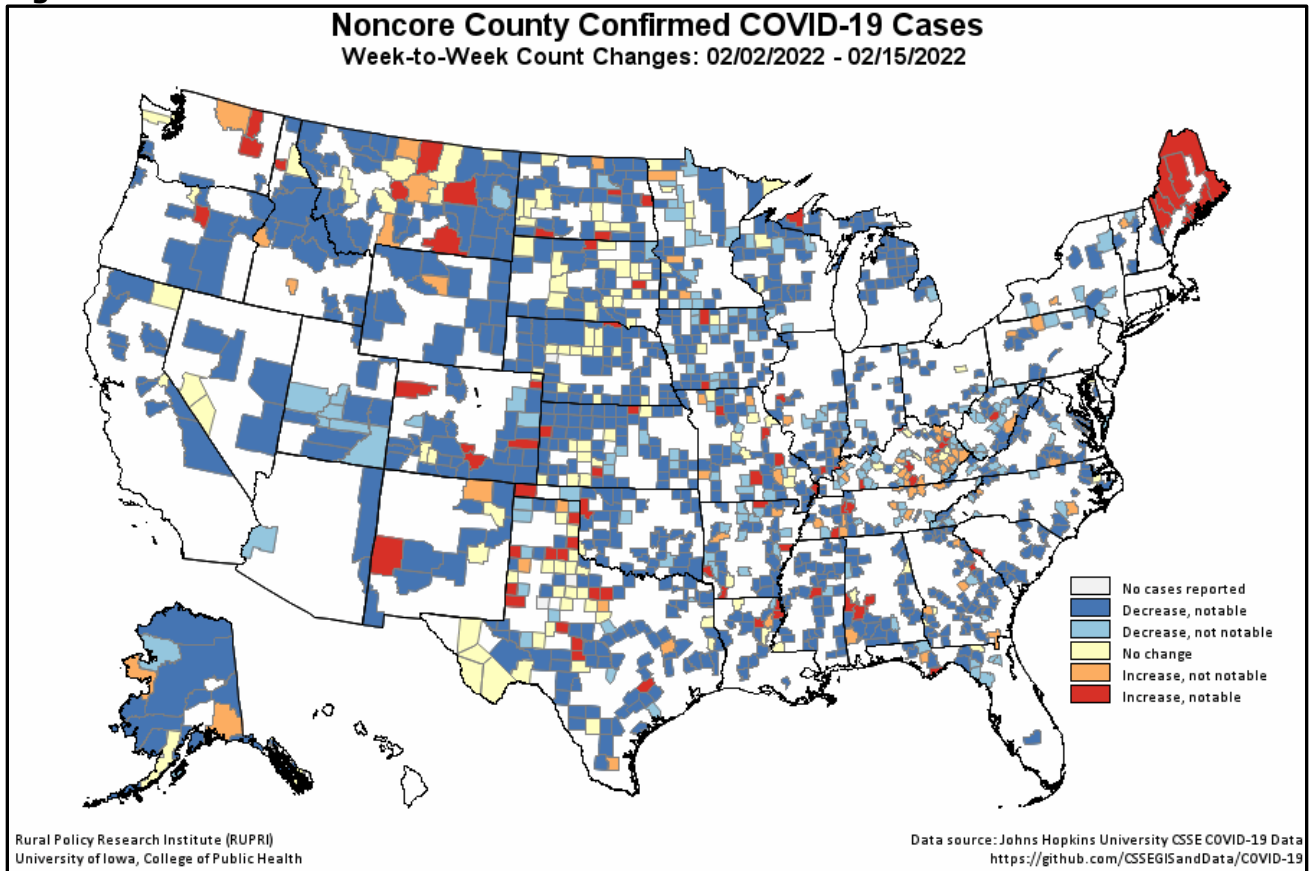 Noncore County Confirmed COVID-19 Cases
Week-to-Week Count Changes: 02/02/2022 - 02/15/2022
No cases reported
Decrease, notable
Decrease, not notable
No change
Increase, not notable
Increase, notable
Rural Policy Research Institute (RUPRI)
University of Iowa, College of Public Health
Data source: Johns Hopkins University CSSE COVID-19 Data
https://github.com/CSSEGISandData/COVID-19